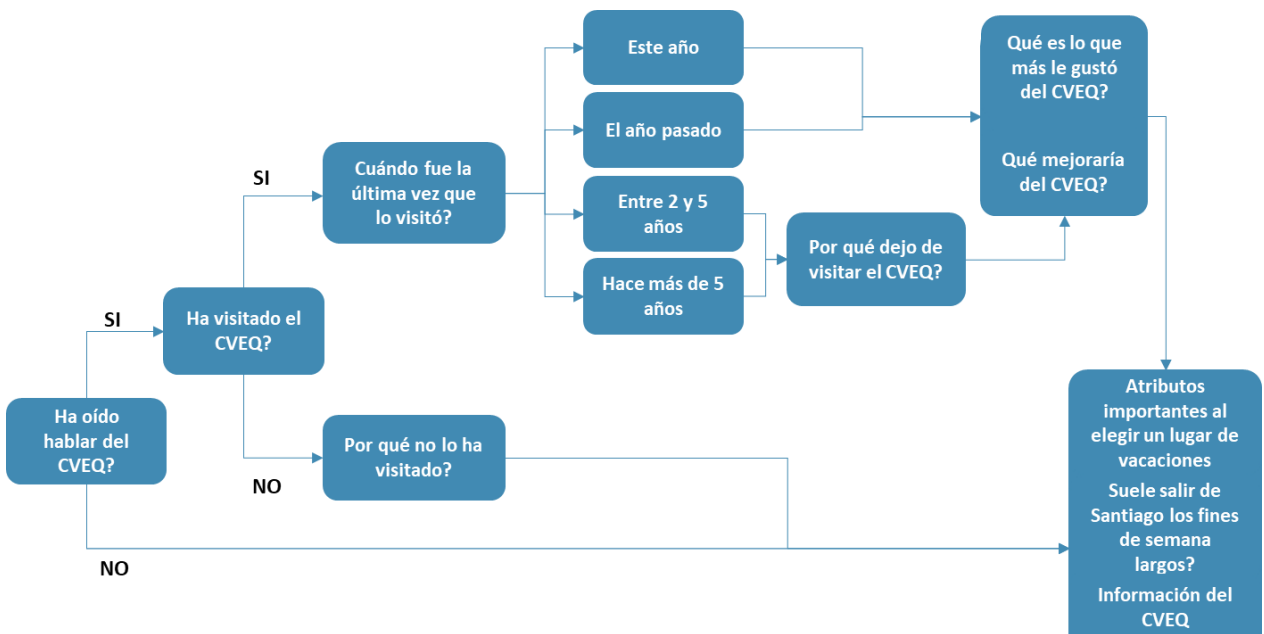 Este año
Qué es lo que
más le gustó
del CVEQ?
El año pasado
Cuándo fue la
última vez que
lo visitó?
Qué mejoraría
del CVEQ?
SI
Entre 2 y 5
años
Por qué dejo de
visitar el CVEQ?
Hace más de 5
años
SI
Ha visitado el
CVEQ?
Ha oído
hablar del
CVEQ?
Por qué no lo ha
visitado?
NO
NO
Atributos
importantes al
elegir un lugar de
vacaciones
Suele salir de
Santiago los fines
de semana
largos?
Información del
CVEQ